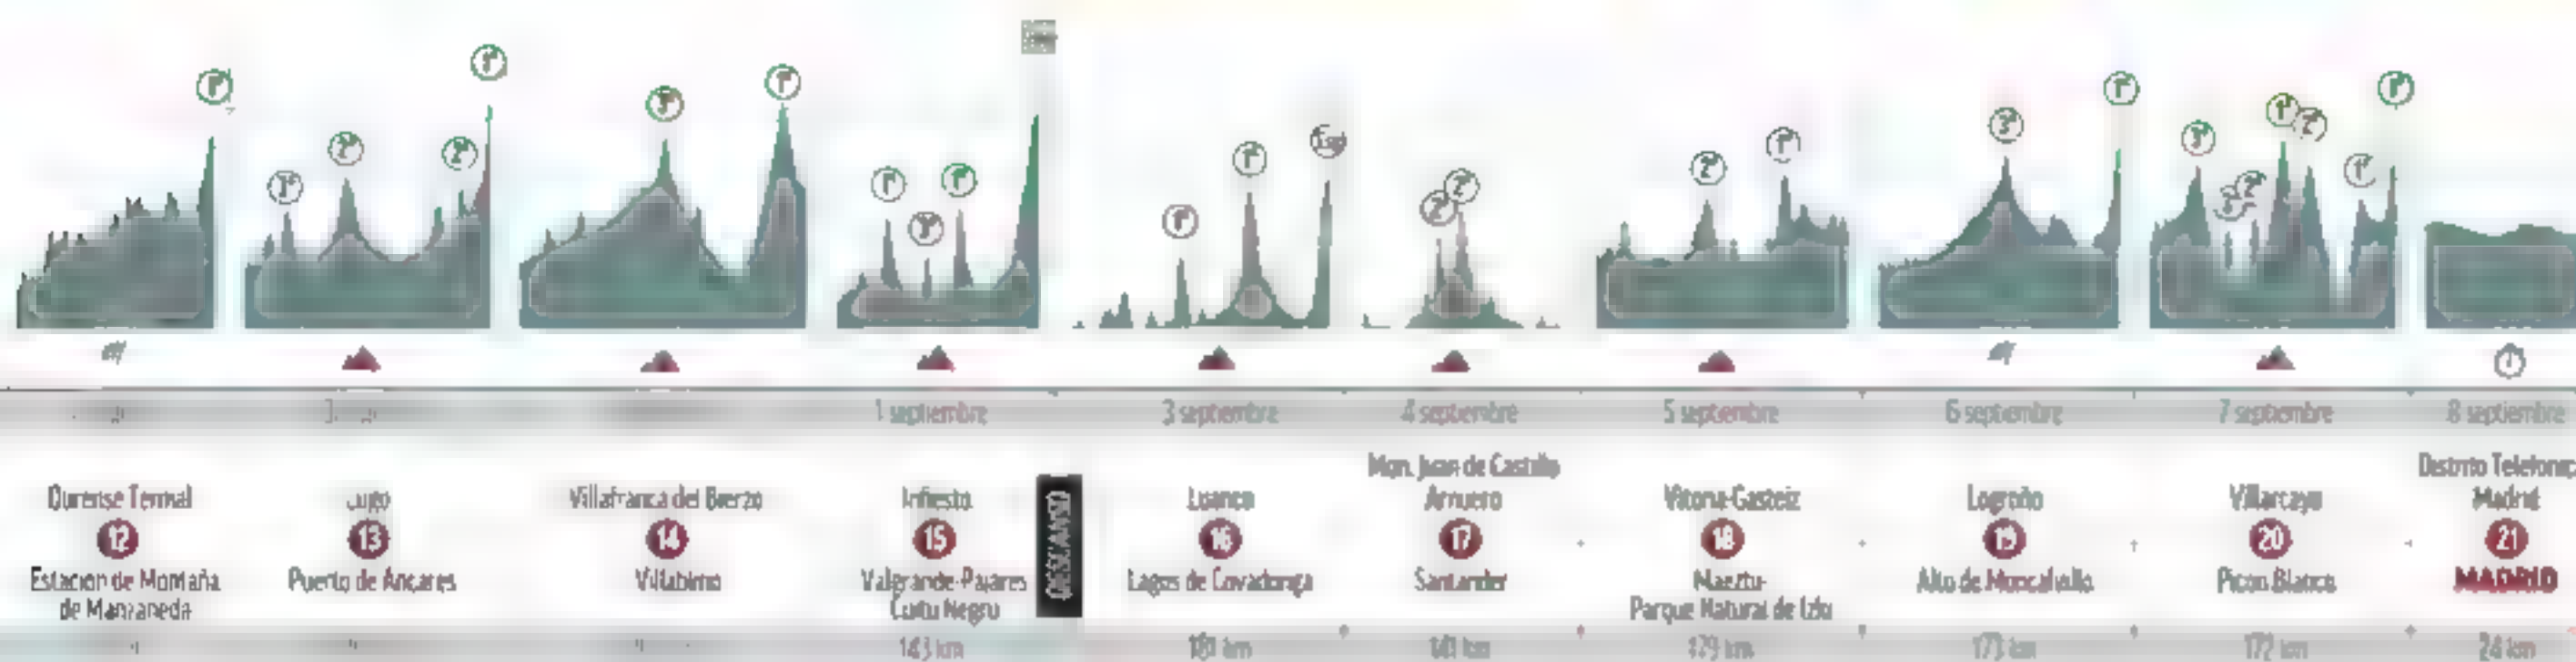 1 septiembre
3 septiembre
4 septiembre
5 septiembre
6 septiembre
7 septiembre
8 septiembre
Ourense Termal
12
Estación de Montaña
de Manzaneda
Lugo
13
Puerto de Ancares
Villafranca del Bierzo
14
Villablino
Infiesto
15
Valgrande-Pajares
Cuitu Negru
143 km
DESCANSO
Luanco
16
Lagos de Covadonga
181 km
Mon. Juan de Castillo
Arnuero
17
Santander
141 km
Vitoria-Gasteiz
18
Maeztu-
Parque Natural de Izki
179 km
Logroño
19
Alto de Moncalvillo
173 km
Villarcayo
20
Picón Blanco
172 km
Distrito Telefónic
Madrid
21
MADRID
24 km